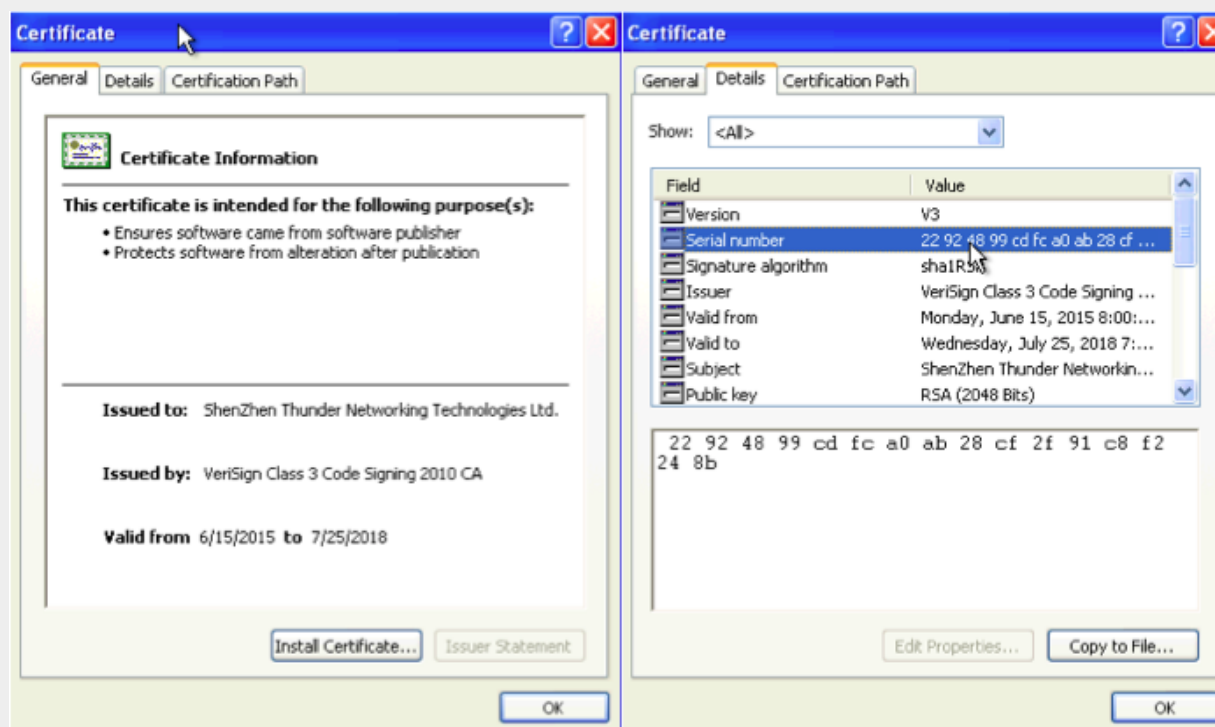 Certificate
General Details Certification Path
Certificate Information
This certificate is intended for the following purpose(s):
• Ensures software came from software publisher
• Protects software from alteration after publication
Issued to: ShenZhen Thunder Networking Technologies Ltd.
Issued by: VeriSign Class 3 Code Signing 2010 CA
Valid from 6/15/2015 to 7/25/2018
Install Certificate... Issuer Statement
OK
Certificate
General Details Certification Path
Show: <All>
Field Value
Version V3
Serial number 22 92 48 99 cd fc a0 ab 28 cf ...
Signature algorithm sha1RSA
Issuer VeriSign Class 3 Code Signing ...
Valid from Monday, June 15, 2015 8:00:...
Valid to Wednesday, July 25, 2018 7:...
Subject ShenZhen Thunder Networkin...
Public key RSA (2048 Bits)
22 92 48 99 cd fc a0 ab 28 cf 2f 91 c8 f2
24 8b
Edit Properties... Copy to File...
OK